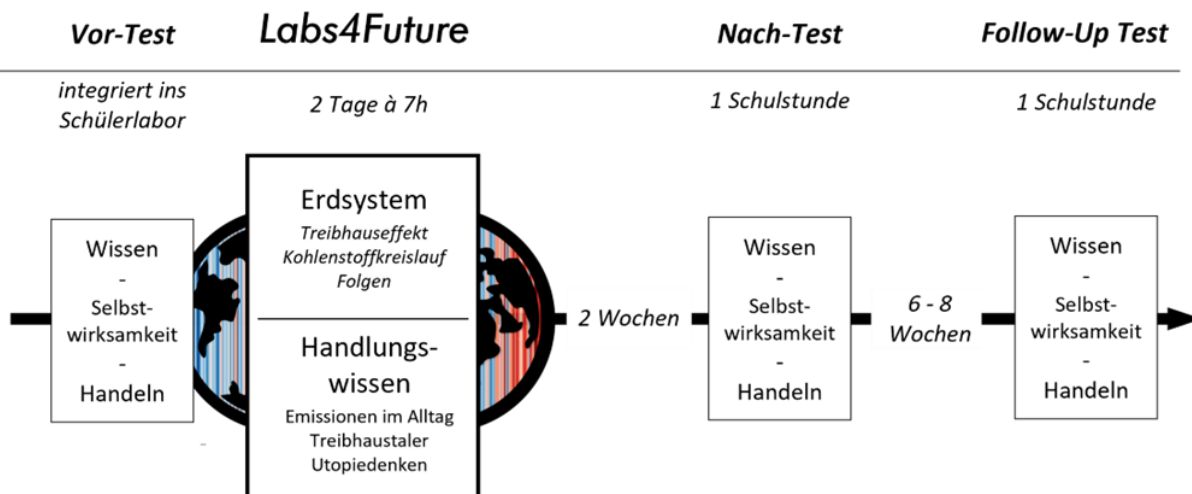 Vor-Test
Labs4Future
Nach-Test
Follow-Up Test
integriert ins
Schülerlabor
2 Tage à 7h
1 Schulstunde
1 Schulstunde
Wissen
-
Selbst-
wirksamkeit
-
Handeln
Erdsystem
Treibhauseffekt
Kohlenstoffkreislauf
Folgen
Handlungs-
wissen
Emissionen im Alltag
Treibhaustaler
Utopiedenken
2 Wochen
Wissen
-
Selbst-
wirksamkeit
-
Handeln
6 - 8
Wochen
Wissen
-
Selbst-
wirksamkeit
-
Handeln